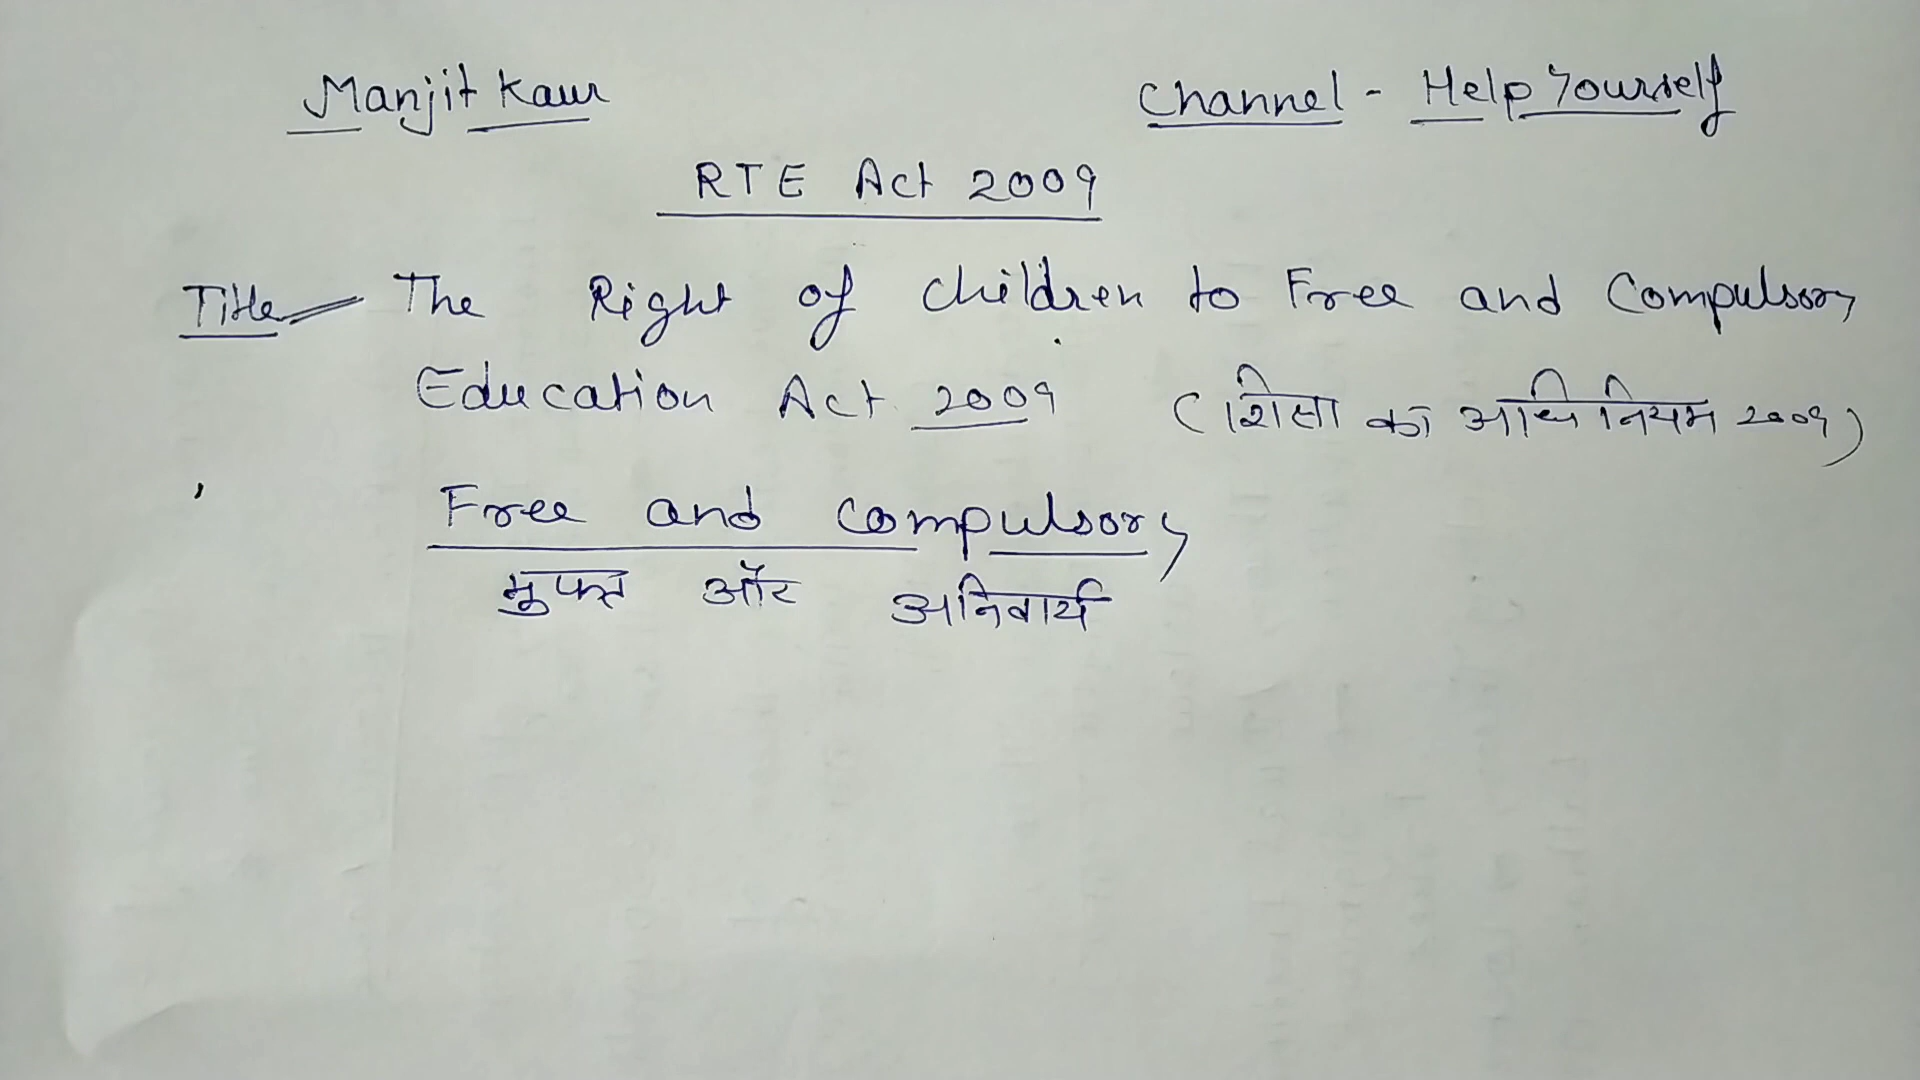 Manjit Kaur Channel - Help Yourself
RTE Act 2009
Title The Right of Children to Free and Compulsory
Education Act 2009 (शिक्षा का अधिनियम 2009)
Free and Compulsory
मुफ्त और अनिवार्य